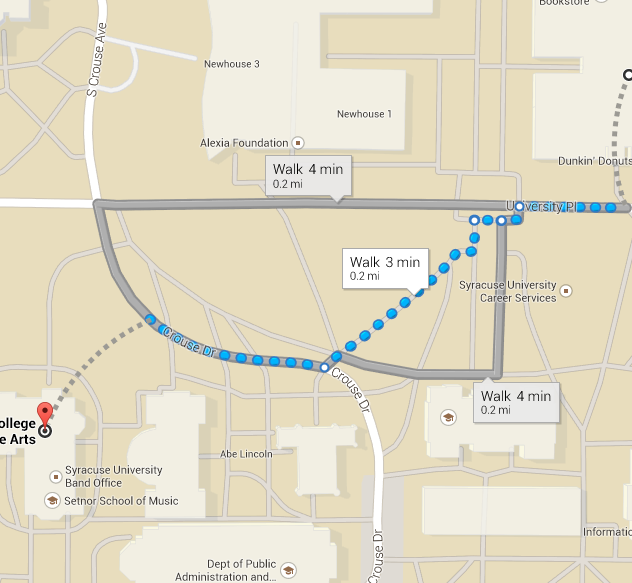 Bookstore
S Crouse Ave
Newhouse 3
Newhouse 1
Alexia Foundation
Dunkin' Donuts
Walk 4 min
0.2 mi
University Pl
Walk 3 min
0.2 mi
Syracuse University
Career Services
Crouse Dr
Crouse Dr
Walk 4 min
0.2 mi
ollege
e Arts
Abe Lincoln
Syracuse University
Band Office
Setnor School of Music
Informatio
Dept of Public
Administration and...
Crouse Dr